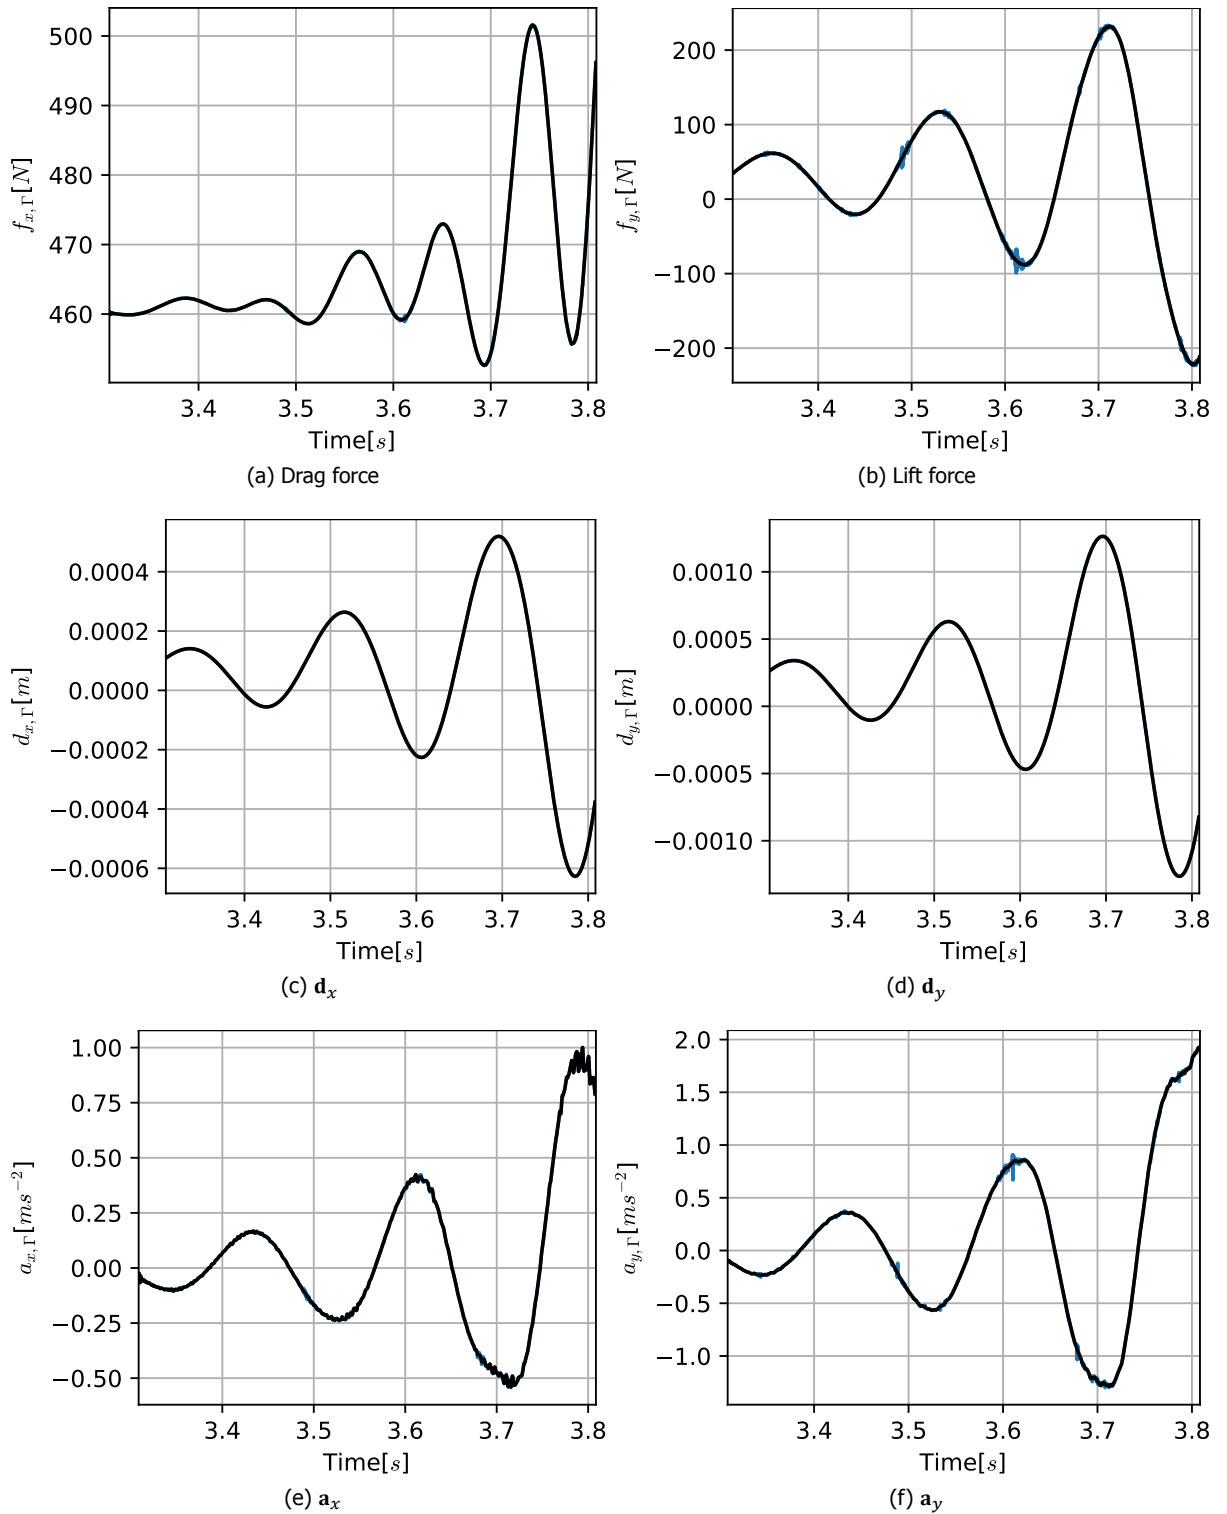 500
490
480
470
460
f_{x,Γ}[N]
3.4 3.5 3.6 3.7 3.8
Time[s]
(a) Drag force
200
100
0
−100
−200
f_{y,Γ}[N]
3.4 3.5 3.6 3.7 3.8
Time[s]
(b) Lift force
0.0004
0.0002
0.0000
−0.0002
−0.0004
−0.0006
d_{x,Γ}[m]
3.4 3.5 3.6 3.7 3.8
Time[s]
(c) d_x
0.0010
0.0005
0.0000
−0.0005
−0.0010
d_{y,Γ}[m]
3.4 3.5 3.6 3.7 3.8
Time[s]
(d) d_y
1.00
0.75
0.50
0.25
0.00
−0.25
−0.50
a_{x,Γ}[ms^{−2}]
3.4 3.5 3.6 3.7 3.8
Time[s]
(e) a_x
2.0
1.5
1.0
0.5
0.0
−0.5
−1.0
a_{y,Γ}[ms^{−2}]
3.4 3.5 3.6 3.7 3.8
Time[s]
(f) a_y